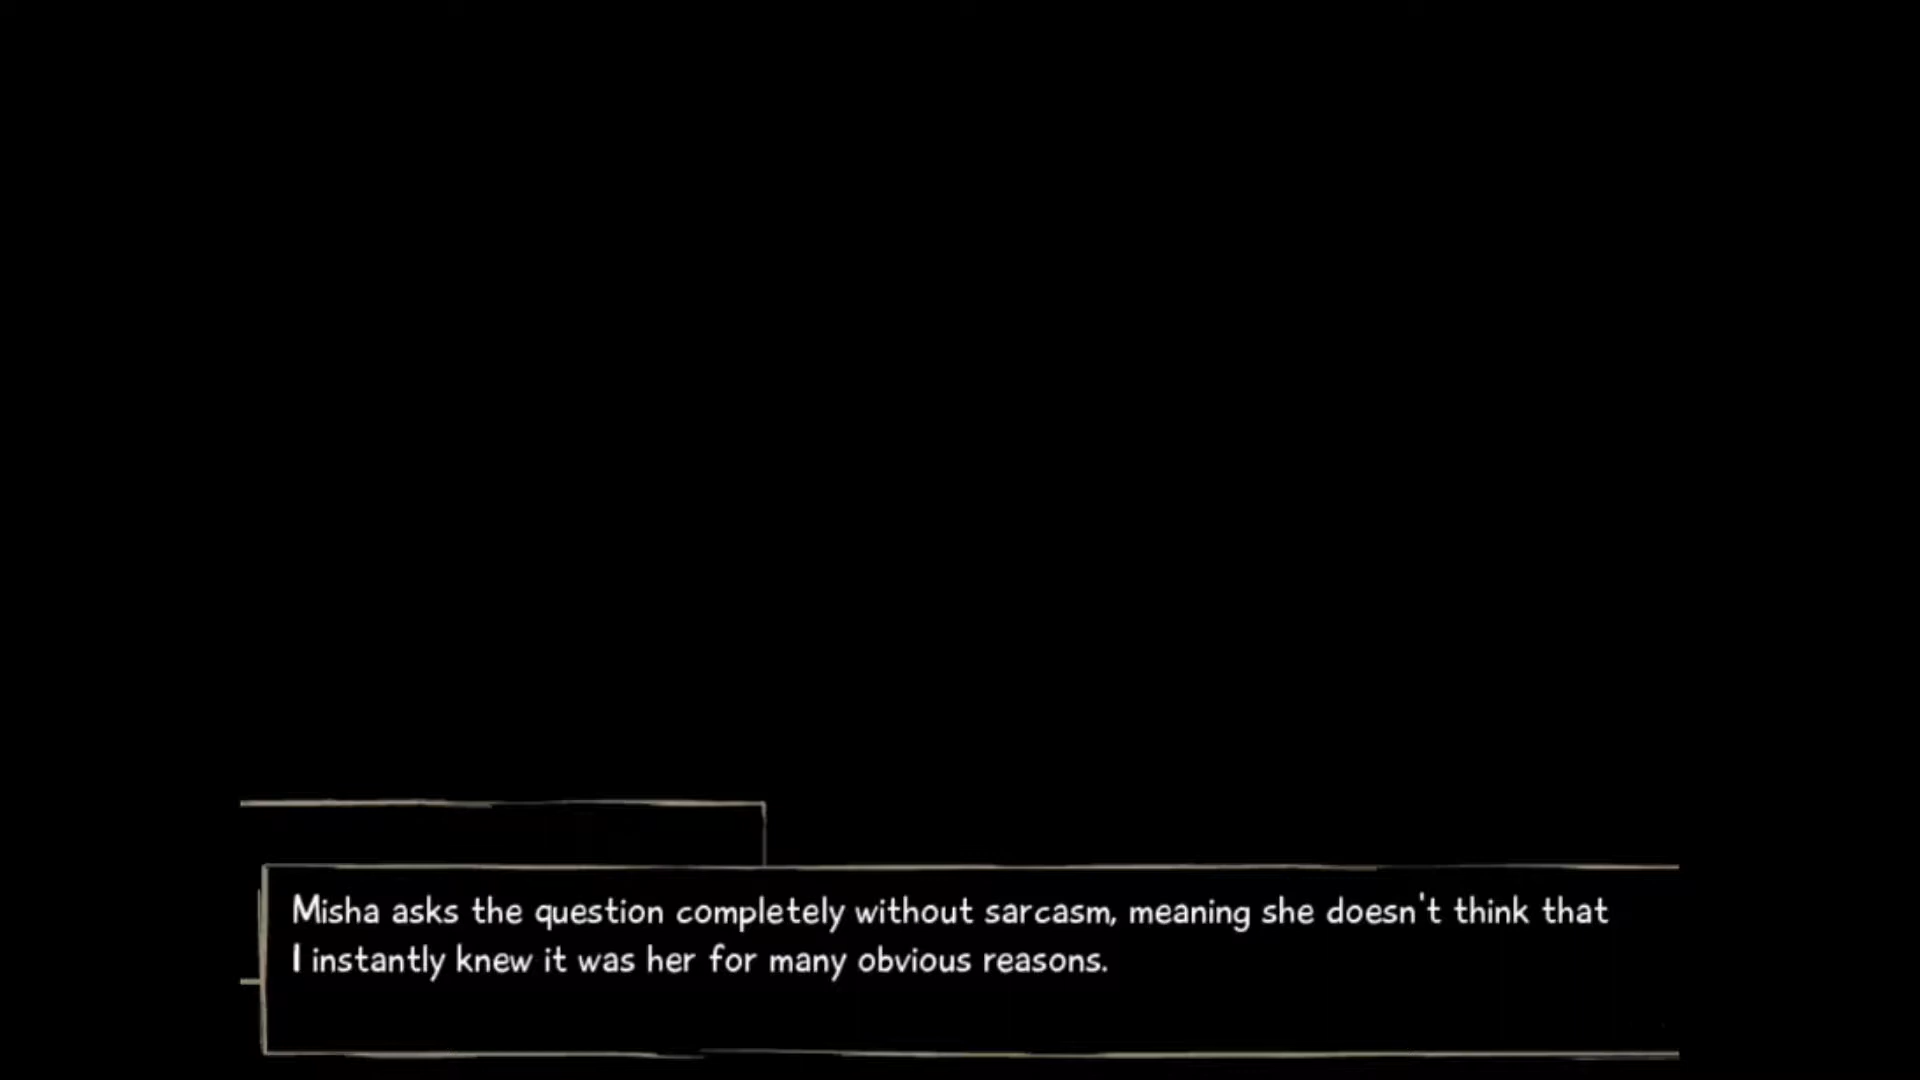 Misha asks the question completely without sarcasm, meaning she doesn't think that
I instantly knew it was her for many obvious reasons.